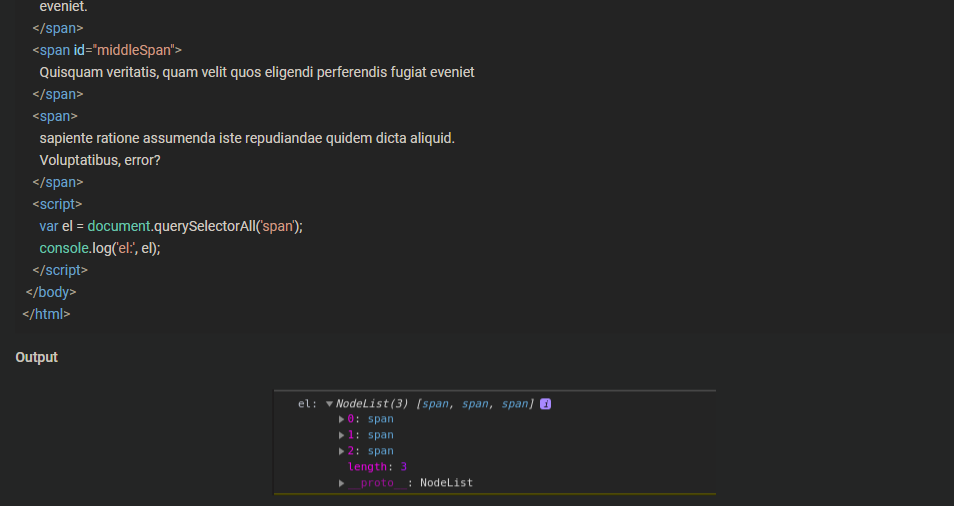 eveniet.
</span>
<span id="middleSpan">
Quisquam veritatis, quam velit quos eligendi perferendis fugiat eveniet
</span>
<span>
sapiente ratione assumenda iste repudiandae quidem dicta aliquid.
Voluptatibus, error?
</span>
<script>
var el = document.querySelectorAll('span');
console.log('el:', el);
</script>
</body>
</html>
Output
el: ▼NodeList(3) [span, span, span] i
▶0: span
▶1: span
▶2: span
length: 3
▶__proto__: NodeList